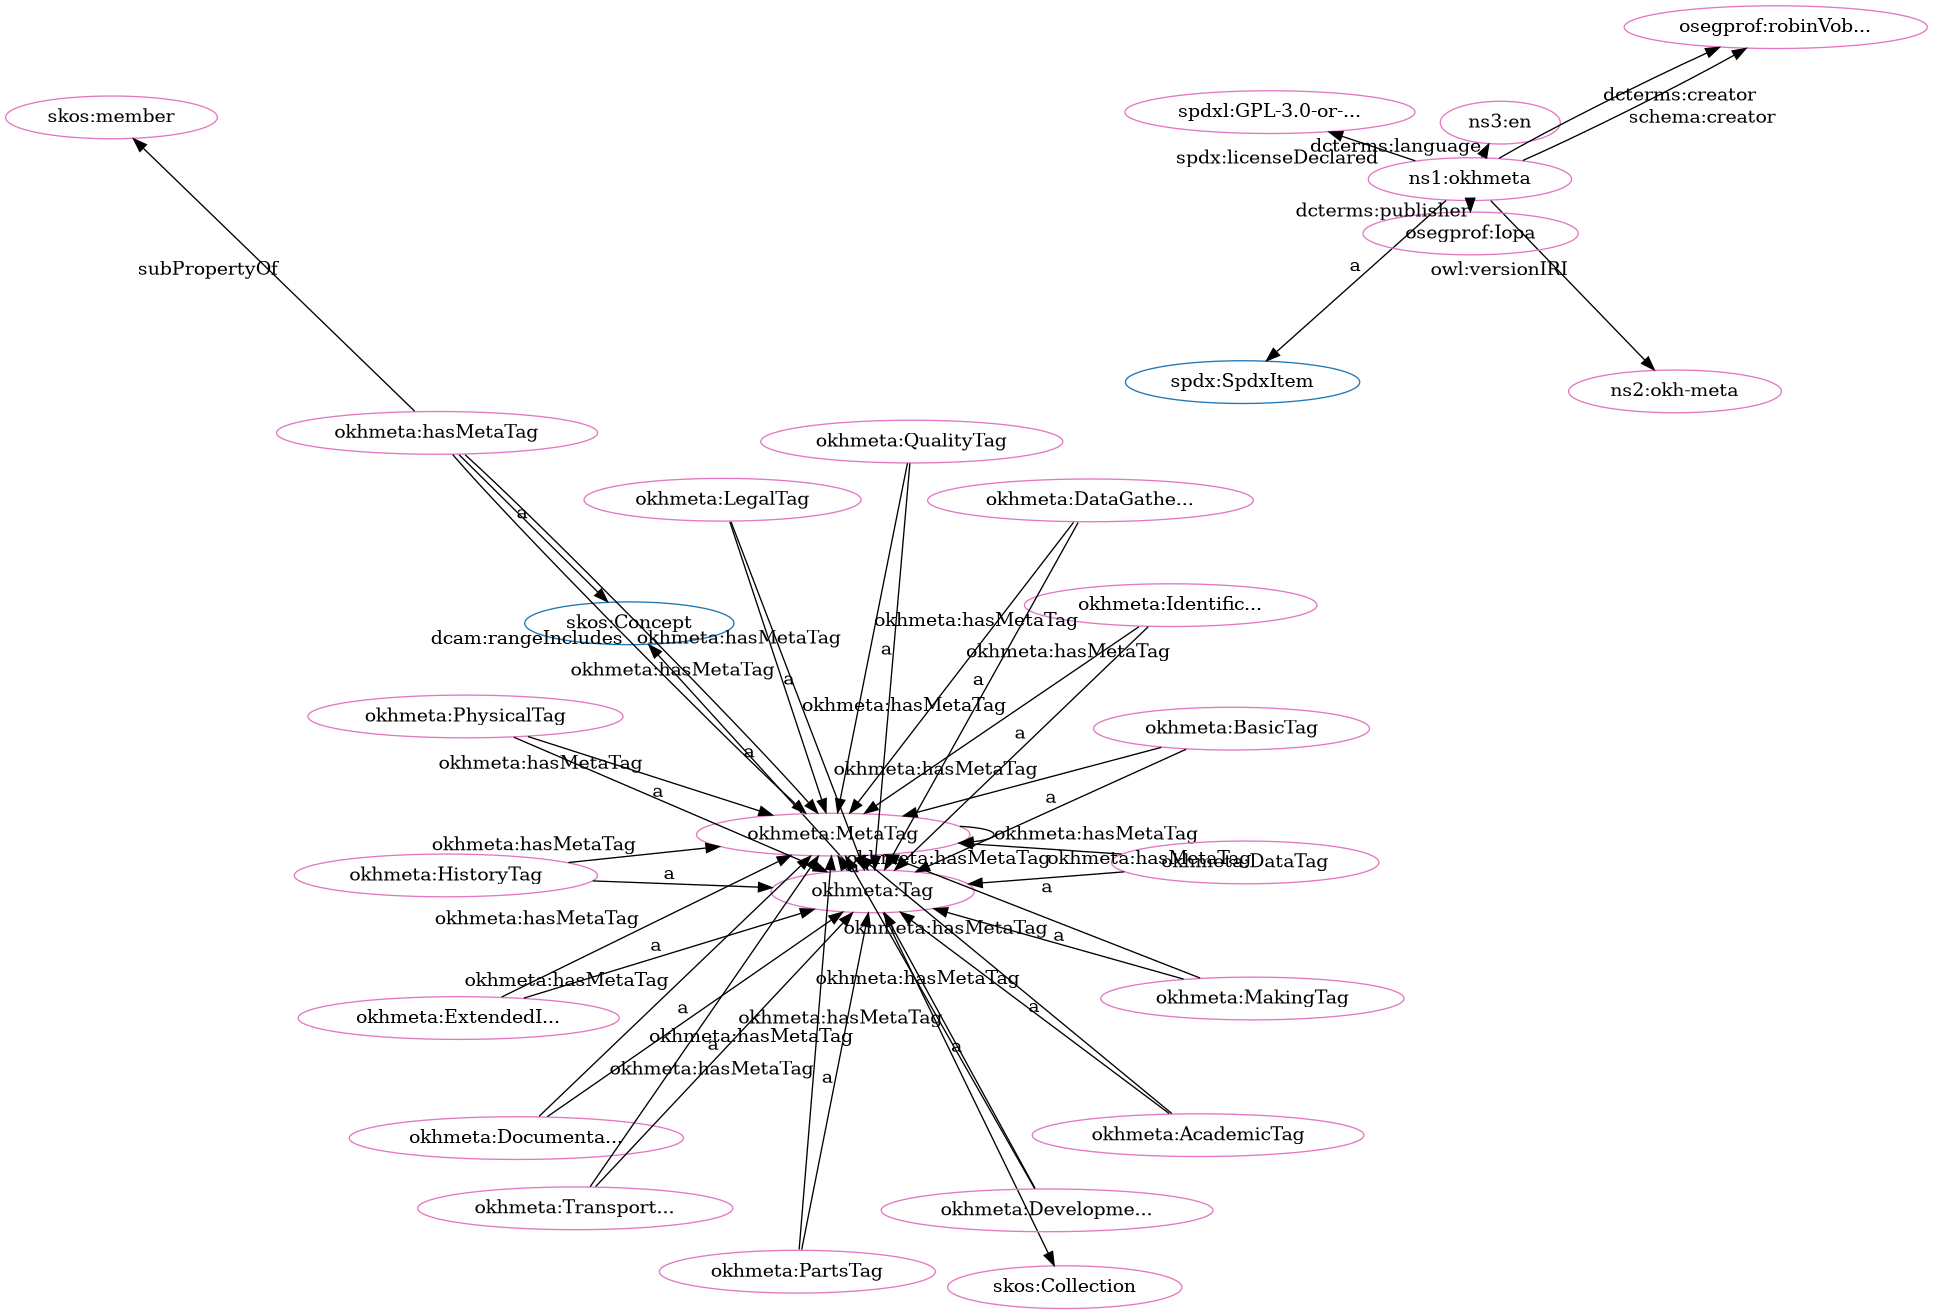 osegprof:robinVob...
skos:member
spdxl:GPL-3.0-or-...
dcterms:creator
schema:creator
ns3:en
dcterms:language
spdx:licenseDeclared
ns1:okhmeta
dcterms:publisher
osegprof:Iopa
subPropertyOf
a
owl:versionIRI
spdx:SpdxItem
ns2:okh-meta
okhmeta:hasMetaTag
okhmeta:QualityTag
okhmeta:LegalTag
okhmeta:DataGathe...
a
okhmeta:Identific...
skos:Concept
okhmeta:hasMetaTag
dcam:rangeIncludes
okhmeta:hasMetaTag
a
okhmeta:hasMetaTag
okhmeta:hasMetaTag
a
a
okhmeta:hasMetaTag
okhmeta:PhysicalTag
okhmeta:BasicTag
a
a
okhmeta:hasMetaTag
okhmeta:hasMetaTag
a
a
okhmeta:MetaTag
okhmeta:hasMetaTag
okhmeta:hasMetaTag
okhmeta:hasMetaTag
okhmeta:hasMetaTag
okhmeta:DataTag
okhmeta:HistoryTag
a
okhmeta:Tag
a
a
okhmeta:hasMetaTag
okhmeta:hasMetaTag
a
a
okhmeta:hasMetaTag
okhmeta:hasMetaTag
okhmeta:MakingTag
okhmeta:ExtendedI...
a
a
okhmeta:hasMetaTag
okhmeta:hasMetaTag
a
a
okhmeta:hasMetaTag
a
okhmeta:Documenta...
okhmeta:AcademicTag
okhmeta:Transport...
okhmeta:Developme...
okhmeta:PartsTag
skos:Collection